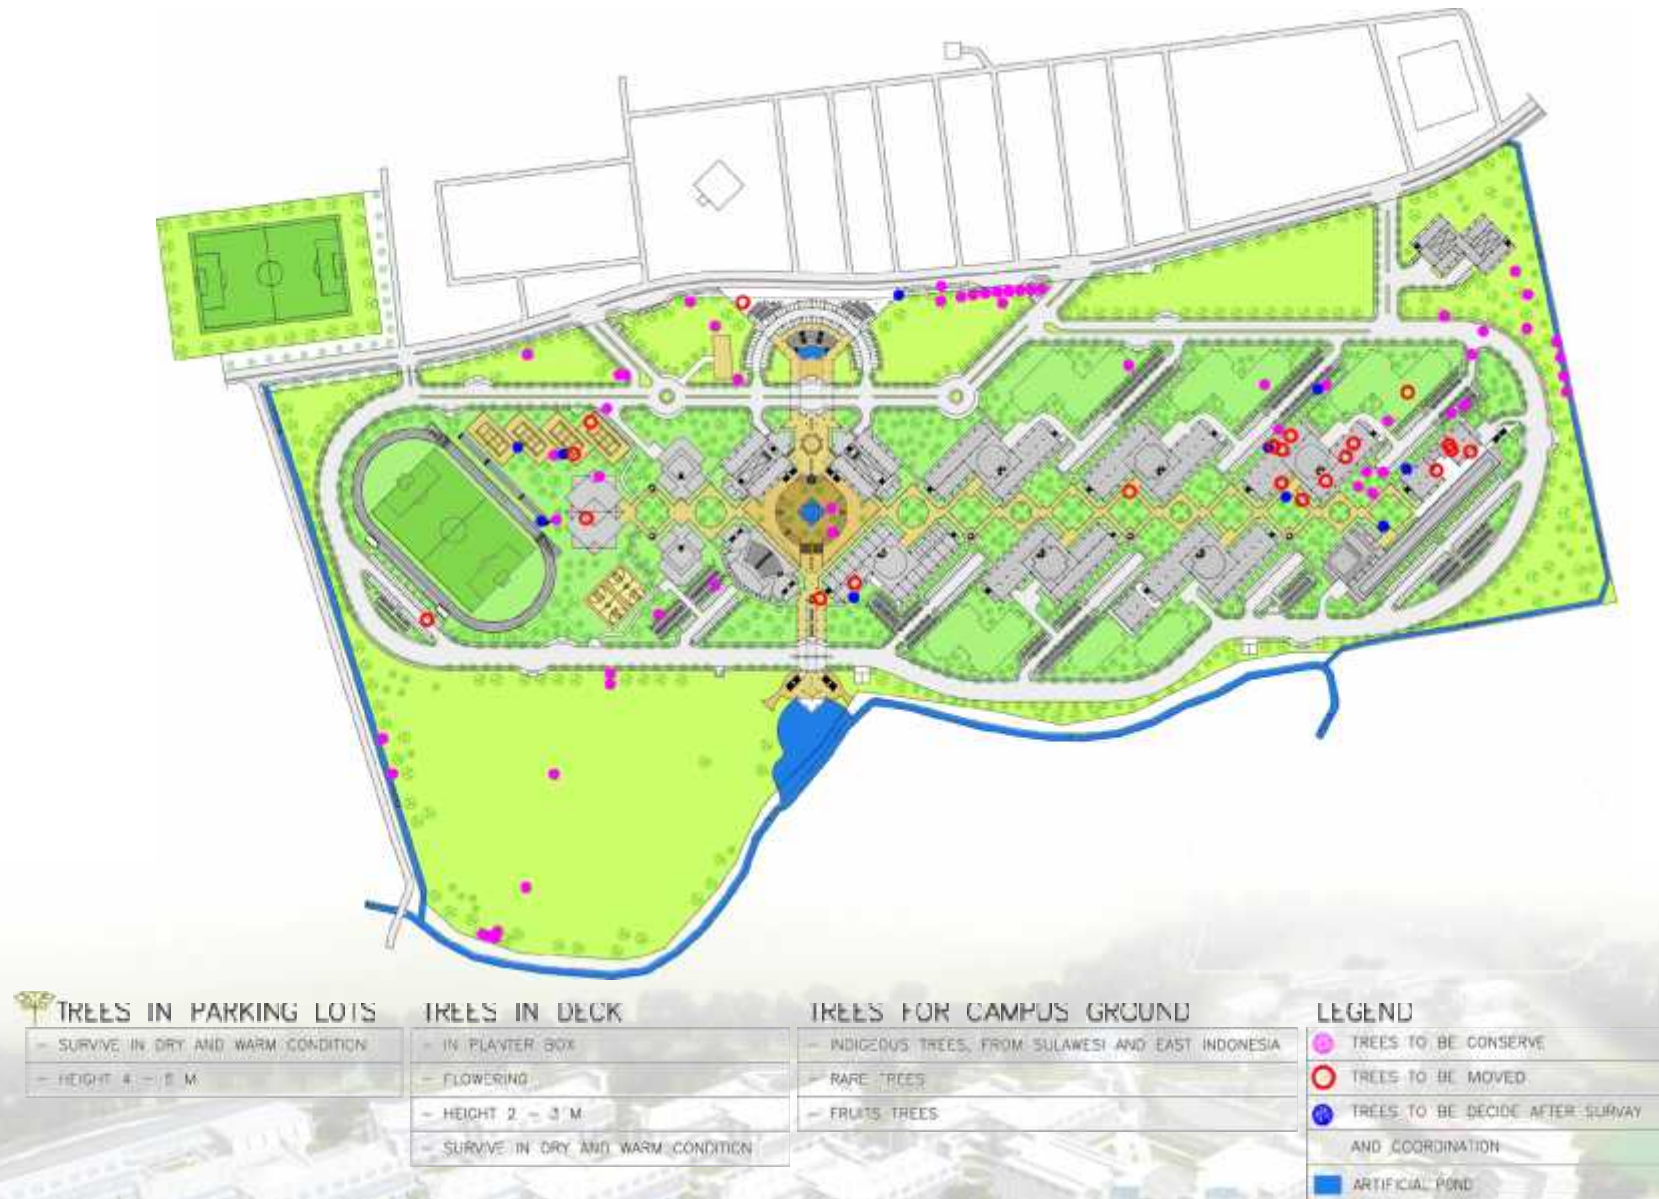 TREES IN PARKING LOTS
- SURVIVE IN DRY AND WARM CONDITION
- HEIGHT 4 - 5 M
TREES IN DECK
- IN PLANTER BOX
- FLOWERING
- HEIGHT 2 - 3 M
- SURVIVE IN DRY AND WARM CONDITION
TREES FOR CAMPUS GROUND
- INDIGEOUS TREES, FROM SULAWESI AND EAST INDONESIA
- RARE TREES
- FRUITS TREES
LEGEND
TREES TO BE CONSERVE
TREES TO BE MOVED
TREES TO BE DECIDE AFTER SURVAY
AND COORDINATION
ARTIFICIAL POND